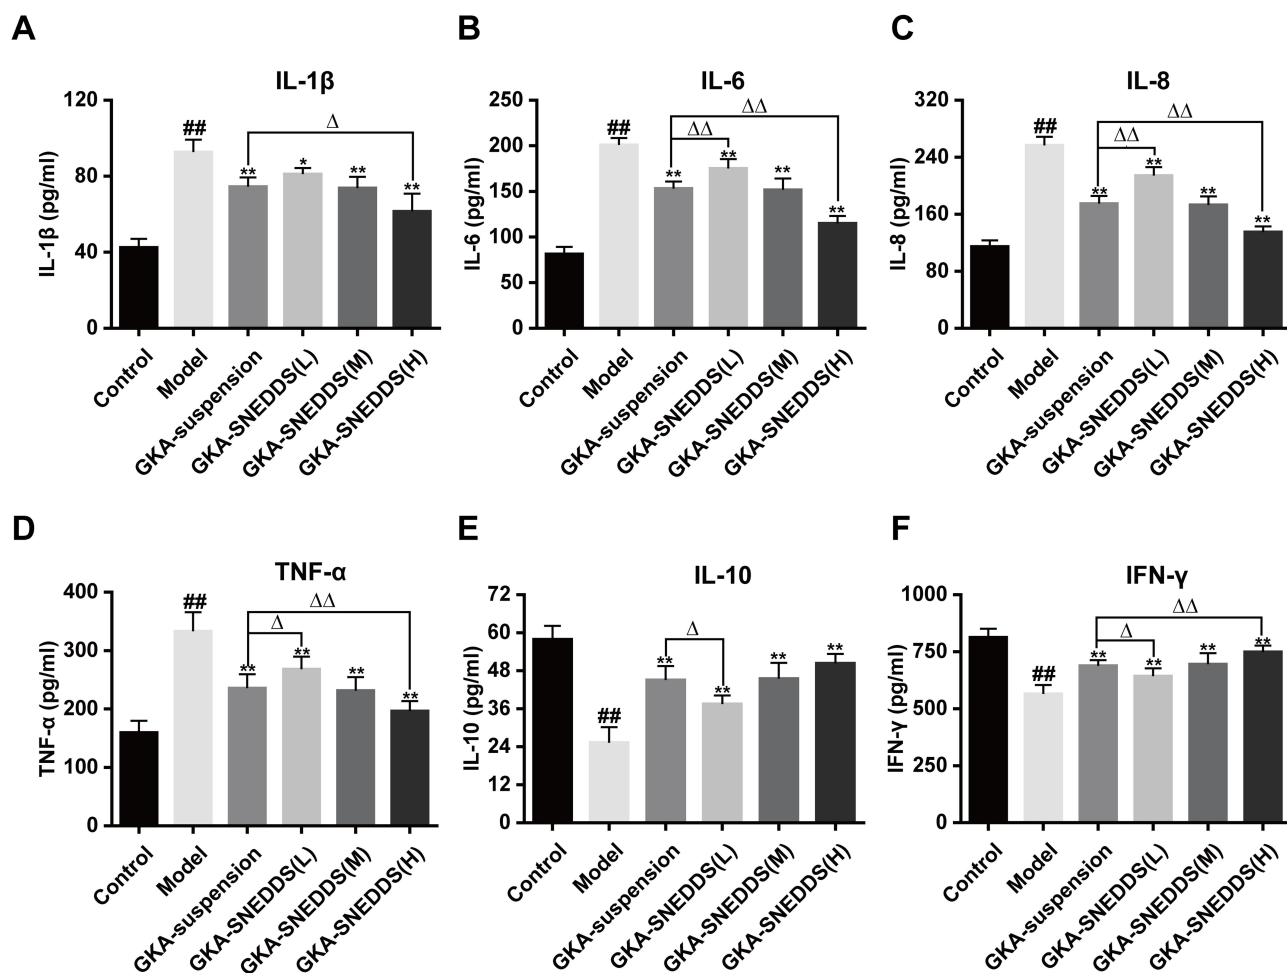 A
IL-1β
IL-1β (pg/ml)
120
80
40
0
##
**
*
**
**
Δ
Control
Model
GKA-suspension
GKA-SNEDDS(L)
GKA-SNEDDS(M)
GKA-SNEDDS(H)
B
IL-6
IL-6 (pg/ml)
250
200
150
100
50
0
##
**
**
**
**
ΔΔ
ΔΔ
Control
Model
GKA-suspension
GKA-SNEDDS(L)
GKA-SNEDDS(M)
GKA-SNEDDS(H)
C
IL-8
IL-8 (pg/ml)
320
240
160
80
0
##
**
**
**
**
ΔΔ
ΔΔ
Control
Model
GKA-suspension
GKA-SNEDDS(L)
GKA-SNEDDS(M)
GKA-SNEDDS(H)
D
TNF-α
TNF-α (pg/ml)
400
300
200
100
0
##
**
**
**
**
Δ
ΔΔ
Control
Model
GKA-suspension
GKA-SNEDDS(L)
GKA-SNEDDS(M)
GKA-SNEDDS(H)
E
IL-10
IL-10 (pg/ml)
72
60
48
36
24
12
0
##
**
**
**
**
Δ
Control
Model
GKA-suspension
GKA-SNEDDS(L)
GKA-SNEDDS(M)
GKA-SNEDDS(H)
F
IFN-γ
IFN-γ (pg/ml)
1000
750
500
250
0
##
**
**
**
**
Δ
ΔΔ
Control
Model
GKA-suspension
GKA-SNEDDS(L)
GKA-SNEDDS(M)
GKA-SNEDDS(H)